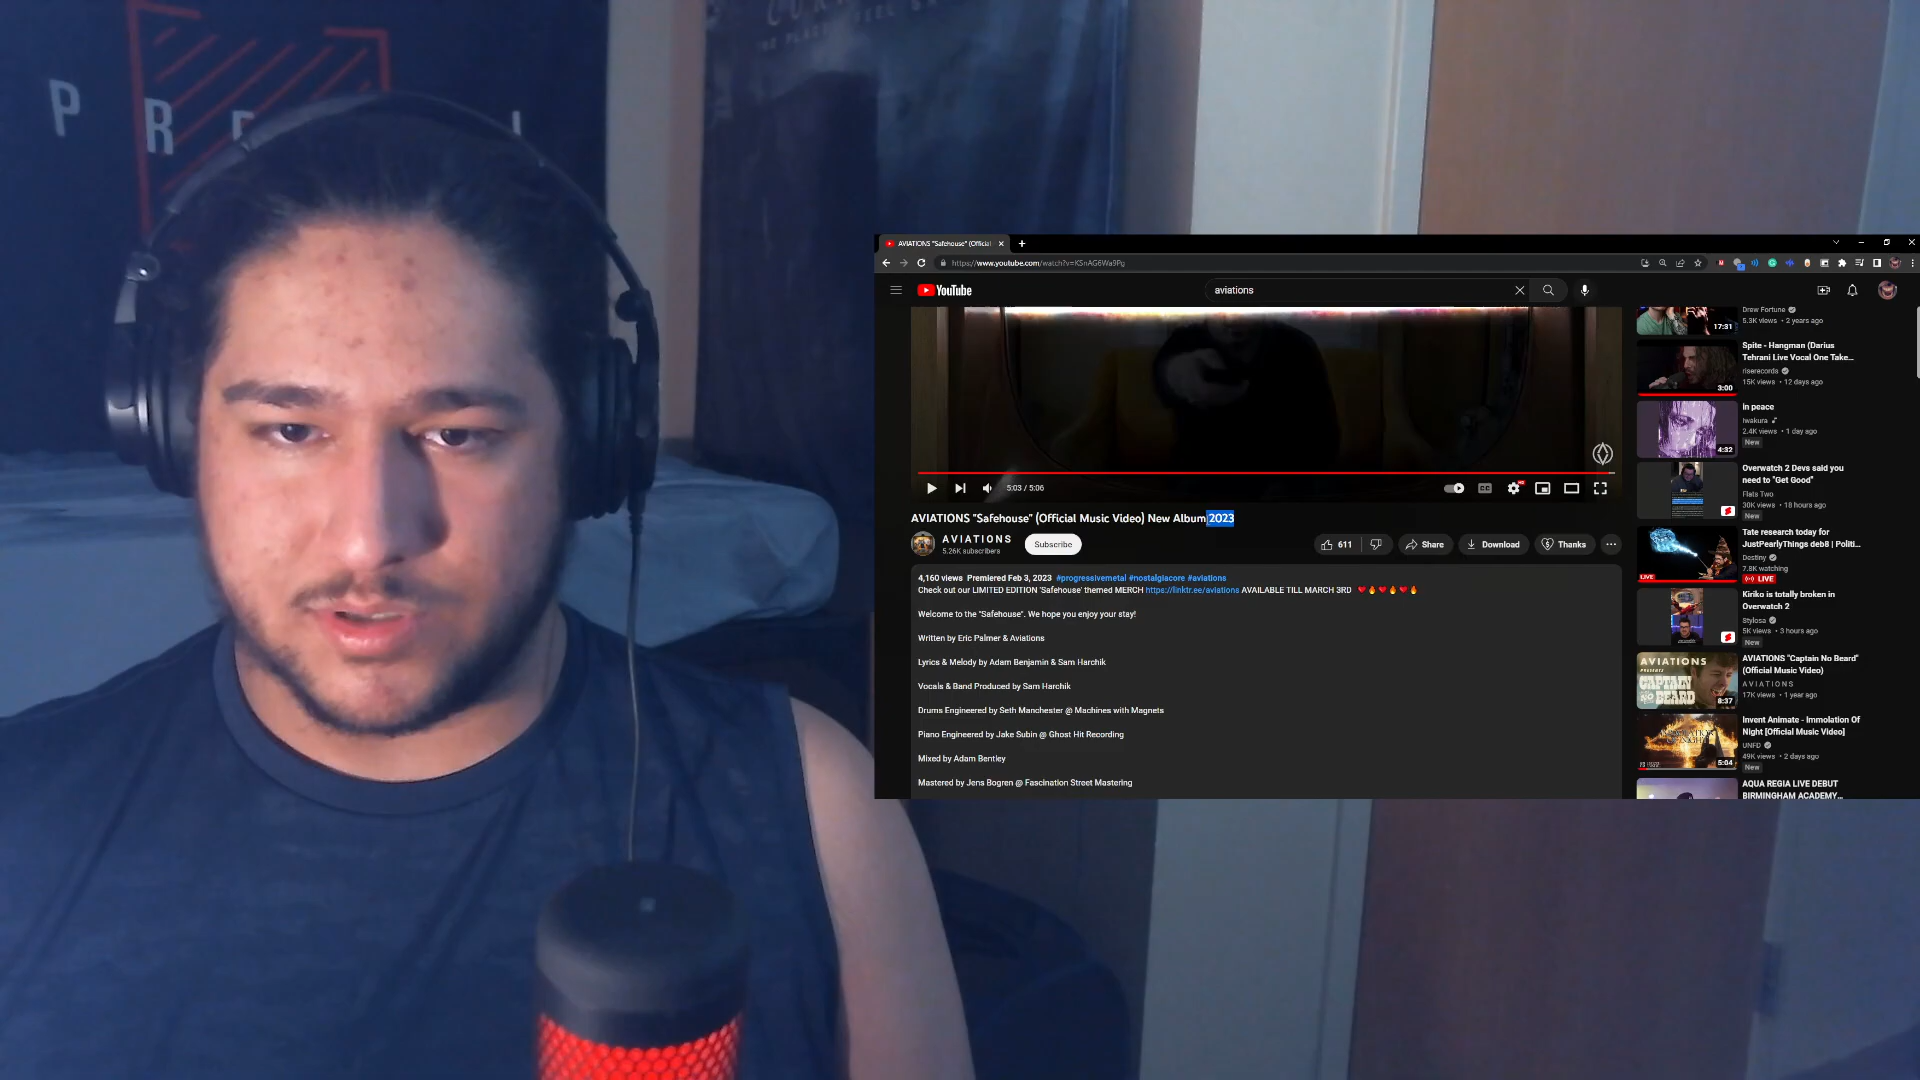 P R E
AVIATIONS "Safehouse" (Official
https://www.youtube.com/watch?v=KSnAG6Wa9Pg
YouTube
aviations
5:03 / 5:06
AVIATIONS "Safehouse" (Official Music Video) New Album 2023
A V I A T I O N S
5.26K subscribers
Subscribe
611
Share
Download
Thanks
4,160 views Premiered Feb 3, 2023 #progressivemetal #nostalgiacore #aviations
Check out our LIMITED EDITION 'Safehouse' themed MERCH https://linktr.ee/aviations AVAILABLE TILL MARCH 3RD ❤️🔥❤️🔥❤️🔥
Welcome to the "Safehouse". We hope you enjoy your stay!
Written by Eric Palmer & Aviations
Lyrics & Melody by Adam Benjamin & Sam Harchik
Vocals & Band Produced by Sam Harchik
Drums Engineered by Seth Manchester @ Machines with Magnets
Piano Engineered by Jake Subin @ Ghost Hit Recording
Mixed by Adam Bentley
Mastered by Jens Bogren @ Fascination Street Mastering
17:31
Drew Fortune
5.3K views • 2 years ago
3:00
Spite - Hangman (Darius
Tehrani Live Vocal One Take...
riserecords
15K views • 12 days ago
4:32
in peace
Iwakura
2.4K views • 1 day ago
New
Overwatch 2 Devs said you
need to "Get Good"
Flats Two
30K views • 18 hours ago
New
LIVE
Tate research today for
JustPearlyThings deb8 | Politi...
Destiny
7.8K watching
LIVE
Kiriko is totally broken in
Overwatch 2
Stylosa
5K views • 3 hours ago
New
AVIATIONS
PRESENTS
CAPTAIN
NO BEARD
8:37
AVIATIONS "Captain No Beard"
(Official Music Video)
A V I A T I O N S
17K views • 1 year ago
5:04
Invent Animate - Immolation Of
Night [Official Music Video]
UNFD
49K views • 2 days ago
New
AQUA REGIA LIVE DEBUT
BIRMINGHAM ACADEMY...